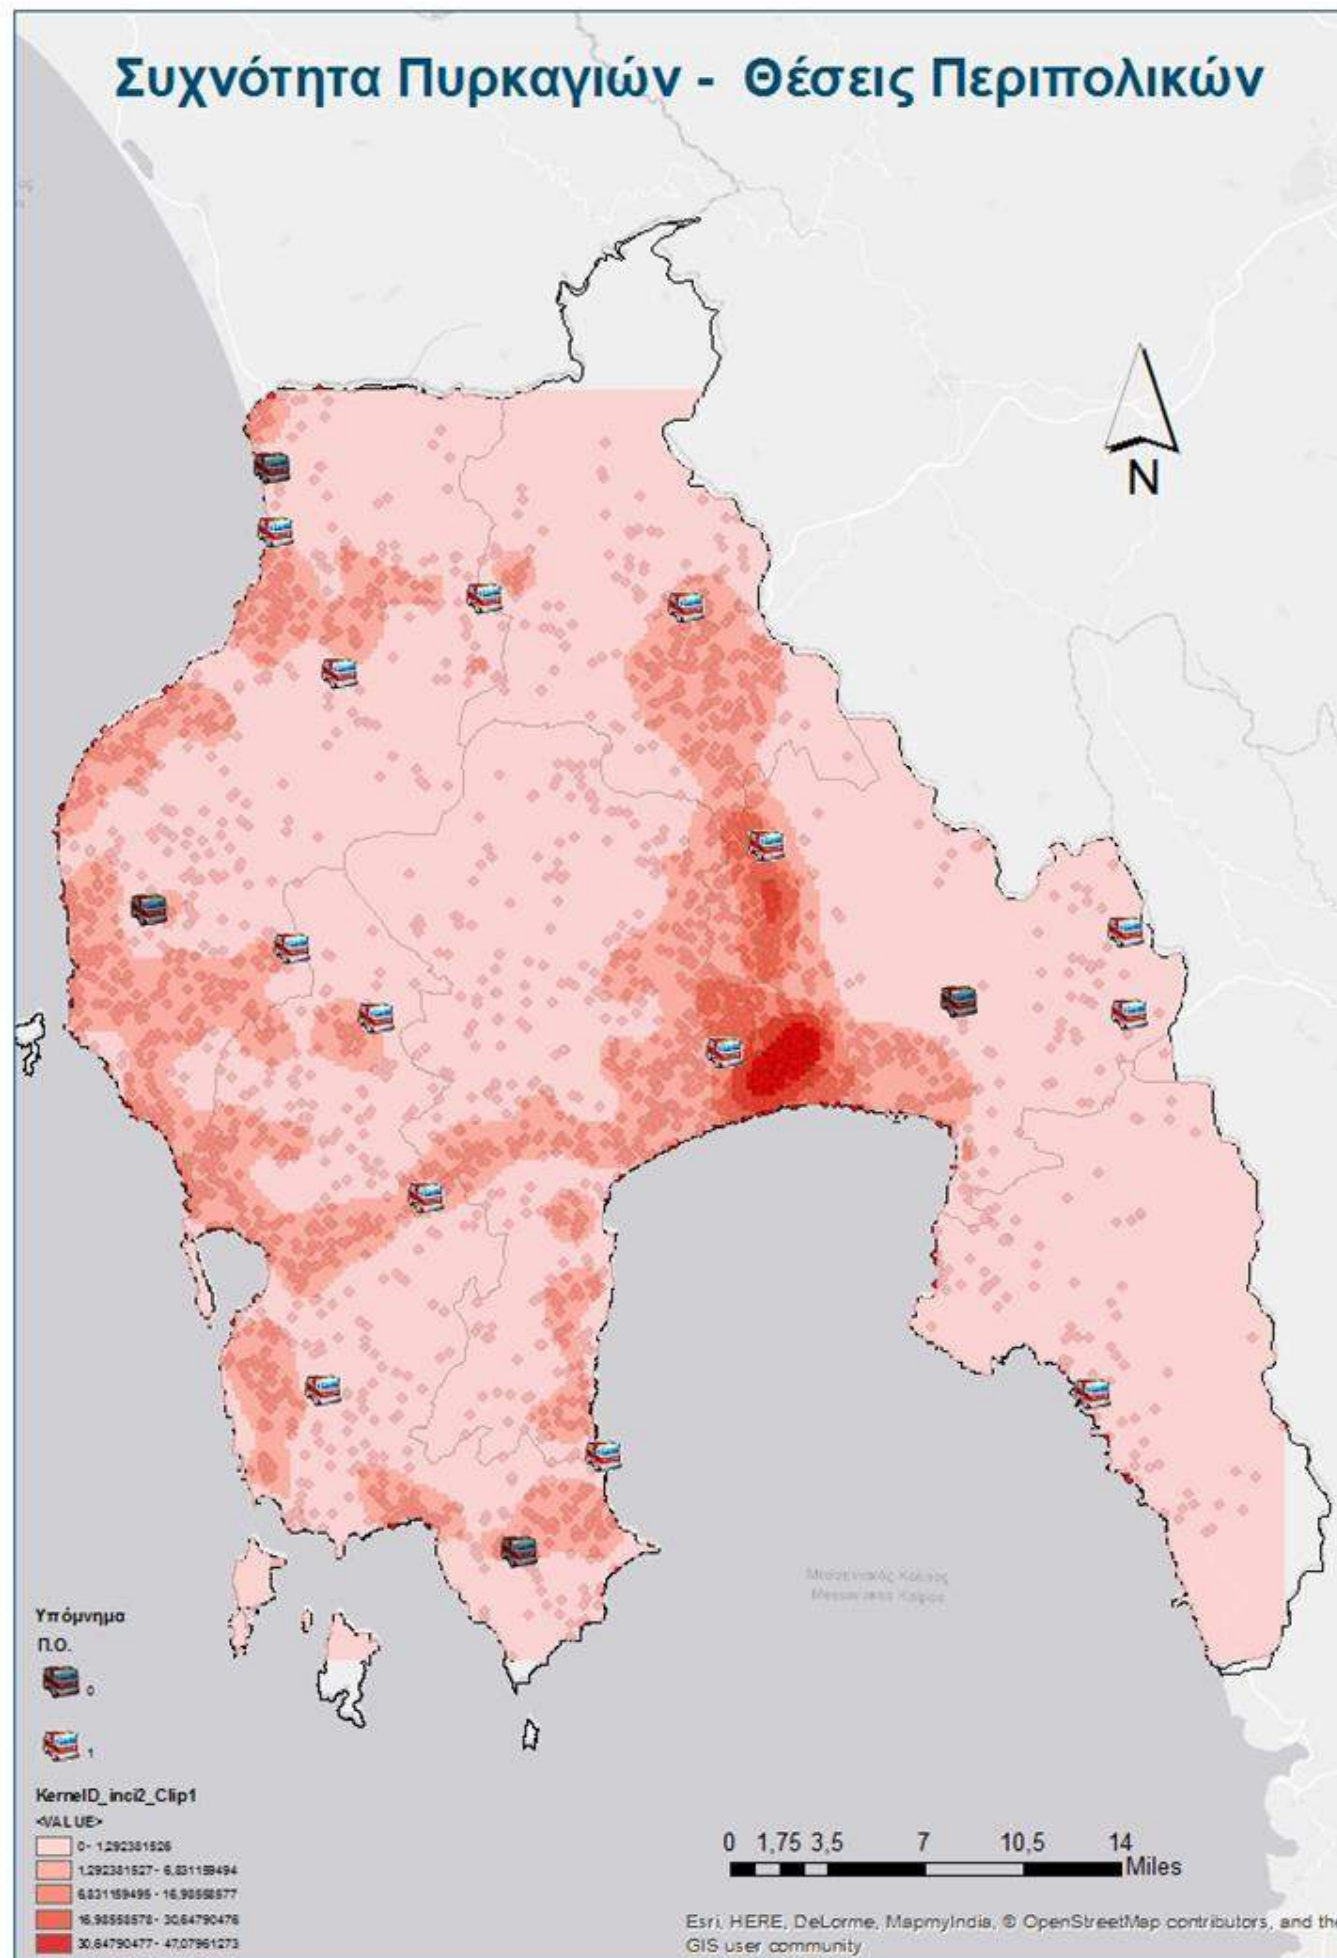 Συχνότητα Πυρκαγιών - Θέσεις Περιπολικών
N
Μεσσηνιακός Κόλπος
Υπόμνημα
Π.Ο.
0
1
KernelD_inci2_Clip1
<VALUE>
0 - 1,292381526
1,292381527 - 6,831159494
6,831159495 - 16,98558577
16,98558578 - 30,64790476
30,64790477 - 47,07961273
0 1,75 3,5 7 10,5 14
Miles
Esri, HERE, DeLorme, MapmyIndia, © OpenStreetMap contributors, and the
GIS user community